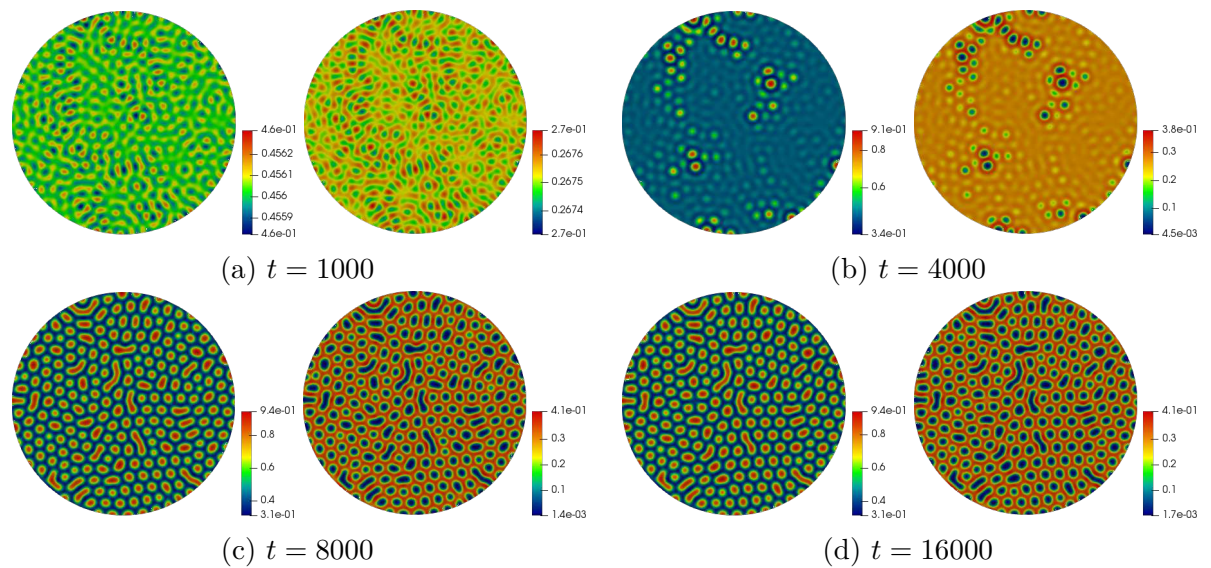 4.6e-01
0.4562
0.4561
0.456
0.4559
4.6e-01
2.7e-01
0.2676
0.2675
0.2674
2.7e-01
9.1e-01
0.8
0.6
3.4e-01
3.8e-01
0.3
0.2
0.1
4.5e-03
(a) t = 1000
(b) t = 4000
9.4e-01
0.8
0.6
0.4
3.1e-01
4.1e-01
0.3
0.2
0.1
1.4e-03
9.4e-01
0.8
0.6
0.4
3.1e-01
4.1e-01
0.3
0.2
0.1
1.7e-03
(c) t = 8000
(d) t = 16000